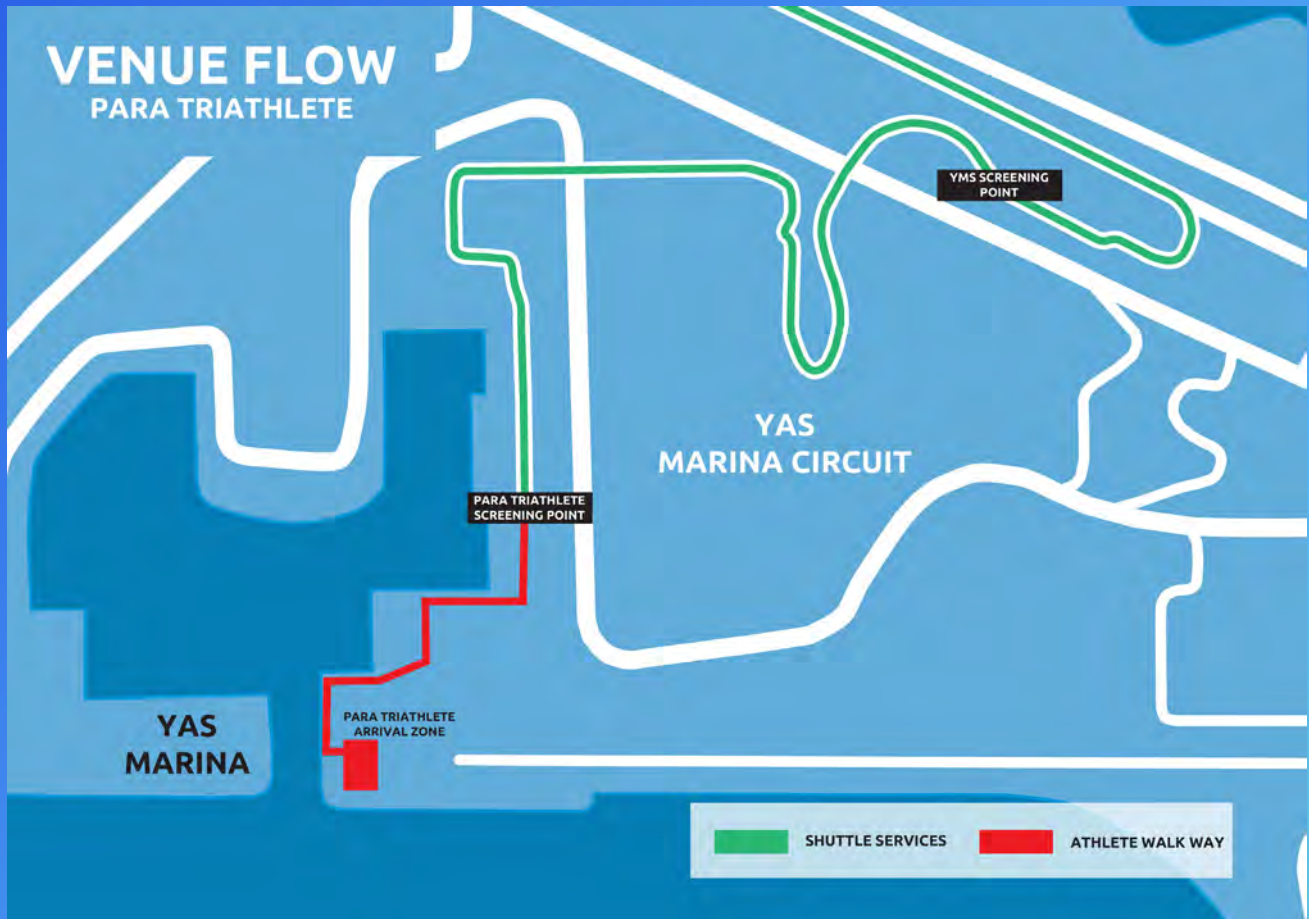 VENUE FLOW
PARA TRIATHLETE
YMS SCREENING
POINT
YAS
MARINA CIRCUIT
PARA TRIATHLETE
SCREENING POINT
PARA TRIATHLETE
ARRIVAL ZONE
YAS
MARINA
SHUTTLE SERVICES
ATHLETE WALK WAY